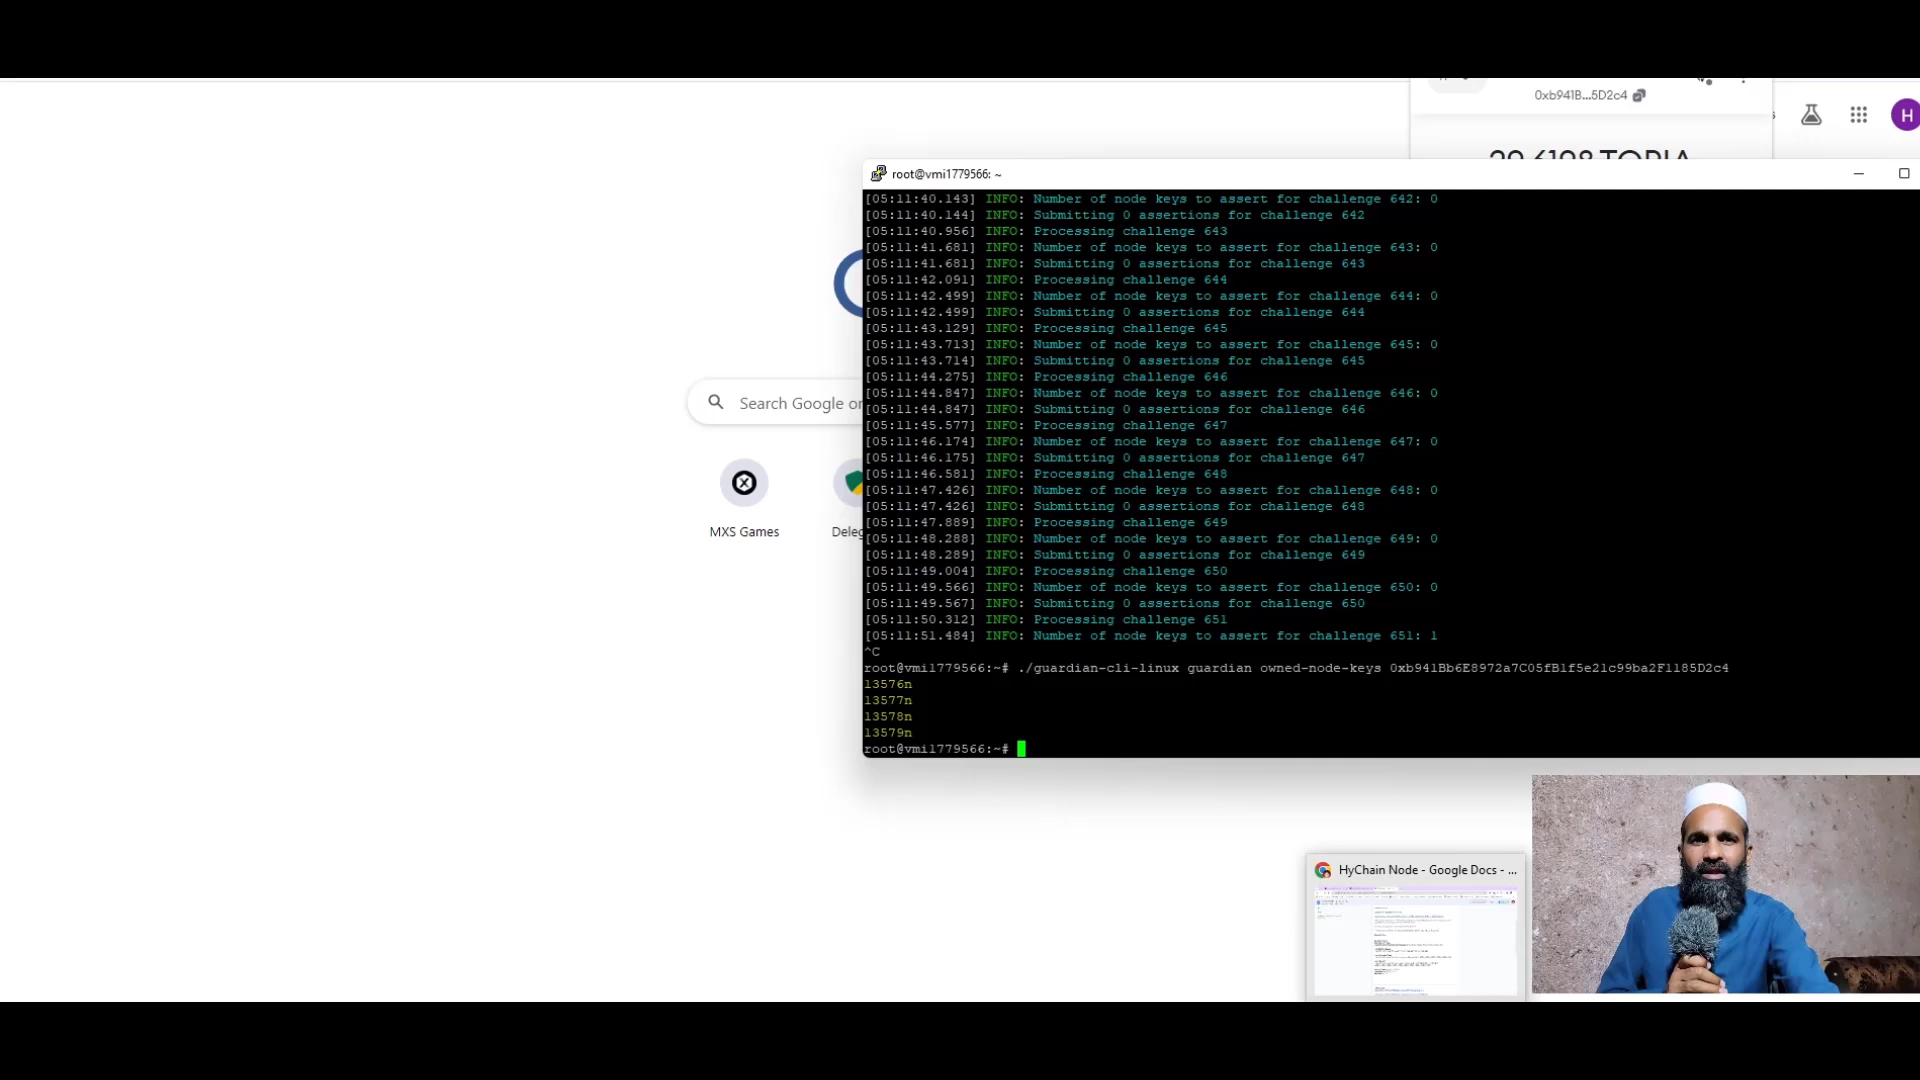 0xb941B...5D2c4
H
root@vmi1779566: ~
[05:11:40.143] INFO: Number of node keys to assert for challenge 642: 0
[05:11:40.144] INFO: Submitting 0 assertions for challenge 642
[05:11:40.956] INFO: Processing challenge 643
[05:11:41.681] INFO: Number of node keys to assert for challenge 643: 0
[05:11:41.681] INFO: Submitting 0 assertions for challenge 643
[05:11:42.091] INFO: Processing challenge 644
[05:11:42.499] INFO: Number of node keys to assert for challenge 644: 0
[05:11:42.499] INFO: Submitting 0 assertions for challenge 644
[05:11:43.129] INFO: Processing challenge 645
[05:11:43.713] INFO: Number of node keys to assert for challenge 645: 0
[05:11:43.714] INFO: Submitting 0 assertions for challenge 645
[05:11:44.275] INFO: Processing challenge 646
[05:11:44.847] INFO: Number of node keys to assert for challenge 646: 0
[05:11:44.847] INFO: Submitting 0 assertions for challenge 646
[05:11:45.577] INFO: Processing challenge 647
[05:11:46.174] INFO: Number of node keys to assert for challenge 647: 0
[05:11:46.175] INFO: Submitting 0 assertions for challenge 647
[05:11:46.581] INFO: Processing challenge 648
[05:11:47.426] INFO: Number of node keys to assert for challenge 648: 0
[05:11:47.426] INFO: Submitting 0 assertions for challenge 648
[05:11:47.889] INFO: Processing challenge 649
[05:11:48.288] INFO: Number of node keys to assert for challenge 649: 0
[05:11:48.289] INFO: Submitting 0 assertions for challenge 649
[05:11:49.004] INFO: Processing challenge 650
[05:11:49.566] INFO: Number of node keys to assert for challenge 650: 0
[05:11:49.567] INFO: Submitting 0 assertions for challenge 650
[05:11:50.312] INFO: Processing challenge 651
[05:11:51.484] INFO: Number of node keys to assert for challenge 651: 1
^C
root@vmi1779566:~# ./guardian-cli-linux guardian owned-node-keys 0xb941Bb6E8972a7C05fB1f5e21c99ba2F1185D2c4
13576n
13577n
13578n
13579n
root@vmi1779566:~#
Search Google or
MXS Games
Deleg
HyChain Node - Google Docs - ...